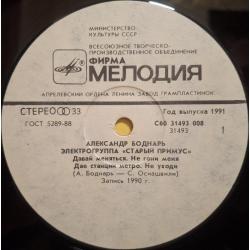 МИНИСТЕРСТВО
КУЛЬТУРЫ СССР
ВСЕСОЮЗНОЕ ТВОРЧЕСКО-
ПРОИЗВОДСТВЕННОЕ ОБЪЕДИНЕНИЕ
ФИРМА
МЕЛОДИЯ
АПРЕЛЕВСКИЙ ОРДЕНА ЛЕНИНА ЗАВОД ГРАМПЛАСТИНОК
СТЕРЕО 33
Год выпуска 1991
ГОСТ 5289-88
С60 31493 008
31493 1
АЛЕКСАНДР БОДНАРЬ
ЭЛЕКТРОГРУППА «СТАРЫЙ ПРИМУС»
Давай меняться. Не гони меня
Две станции метро. Не уходи
(А. Боднарь — С. Оснашвили)
Запись 1990 г.